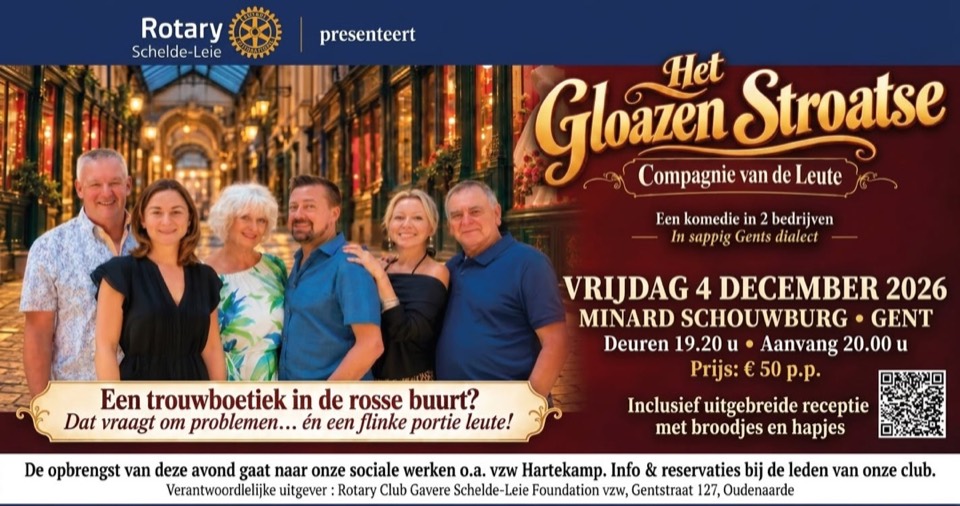 Rotary
Schelde-Leie
presenteert
Het
Gloazen Stroatse
Compagnie van de Leute
Een komedie in 2 bedrijven
In sappig Gents dialect
VRIJDAG 4 DECEMBER 2026
MINARD SCHOUWBURG • GENT
Deuren 19.20 u • Aanvang 20.00 u
Prijs: € 50 p.p.
Inclusief uitgebreide receptie
met broodjes en hapjes
Een trouwboetiek in de rosse buurt?
Dat vraagt om problemen... én een flinke portie leute!
De opbrengst van deze avond gaat naar onze sociale werken o.a. vzw Hartekamp. Info & reservaties bij de leden van onze club.
Verantwoordlelijke uitgever : Rotary Club Gavere Schelde-Leie Foundation vzw, Gentstraat 127, Oudenaarde